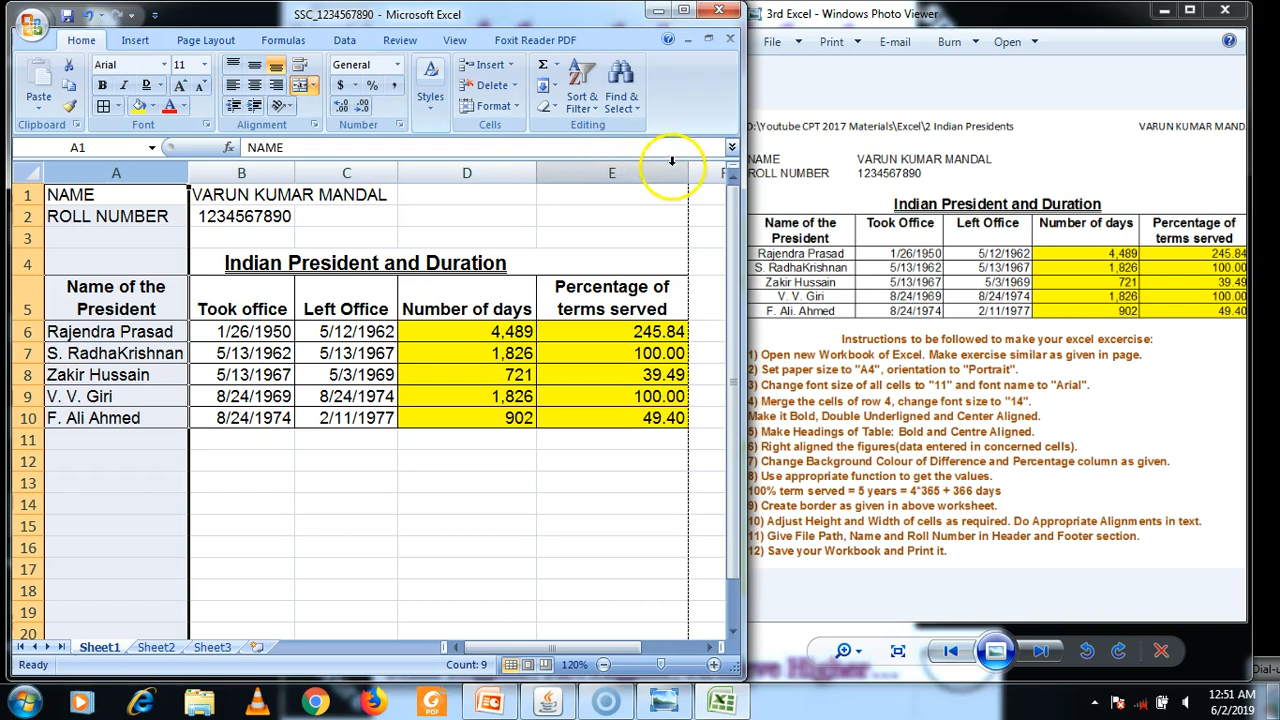 SSC_1234567890 - Microsoft Excel
Home Insert Page Layout Formulas Data Review View Foxit Reader PDF
Paste
Arial 11
B I U A A
A
General
$ % ,
Styles
Insert
Delete
Format
Σ
Sort & Filter
Find & Select
Clipboard Font Alignment Number Cells Editing
A1 fx NAME
A B C D E F
1 NAME VARUN KUMAR MANDAL
2 ROLL NUMBER 1234567890
3
4 Indian President and Duration
5 Name of the President Took office Left Office Number of days Percentage of terms served
6 Rajendra Prasad 1/26/1950 5/12/1962 4,489 245.84
7 S. RadhaKrishnan 5/13/1962 5/13/1967 1,826 100.00
8 Zakir Hussain 5/13/1967 5/3/1969 721 39.49
9 V. V. Giri 8/24/1969 8/24/1974 1,826 100.00
10 F. Ali Ahmed 8/24/1974 2/11/1977 902 49.40
11
12
13
14
15
16
17
18
19
20
Sheet1 Sheet2 Sheet3
Ready Count: 9 120%
3rd Excel - Windows Photo Viewer
File Print E-mail Burn Open
D:\Youtube CPT 2017 Materials\Excel\2 Indian Presidents VARUN KUMAR MANDA
NAME VARUN KUMAR MANDAL
ROLL NUMBER 1234567890
Indian President and Duration
Name of the President Took Office Left Office Number of days Percentage of terms served
Rajendra Prasad 1/26/1950 5/12/1962 4,489 245.84
S. RadhaKrishnan 5/13/1962 5/13/1967 1,826 100.00
Zakir Hussain 5/13/1967 5/3/1969 721 39.49
V. V. Giri 8/24/1969 8/24/1974 1,826 100.00
F. Ali. Ahmed 8/24/1974 2/11/1977 902 49.40
Instructions to be followed to make your excel excercise:
1) Open new Workbook of Excel. Make exercise similar as given in page.
2) Set paper size to "A4", orientation to "Portrait".
3) Change font size of all cells to "11" and font name to "Arial".
4) Merge the cells of row 4, change font size to "14".
Make it Bold, Double Underlined and Center Aligned.
5) Make Headings of Table: Bold and Centre Aligned.
6) Right aligned the figures(data entered in concerned cells).
7) Change Background Colour of Difference and Percentage column as given.
8) Use appropriate function to get the values.
100% term served = 5 years = 4*365 + 366 days
9) Create border as given in above worksheet.
10) Adjust Height and Width of cells as required. Do Appropriate Alignments in text.
11) Give File Path, Name and Roll Number in Header and Footer section.
12) Save your Workbook and Print it.
12:51 AM
6/2/2019